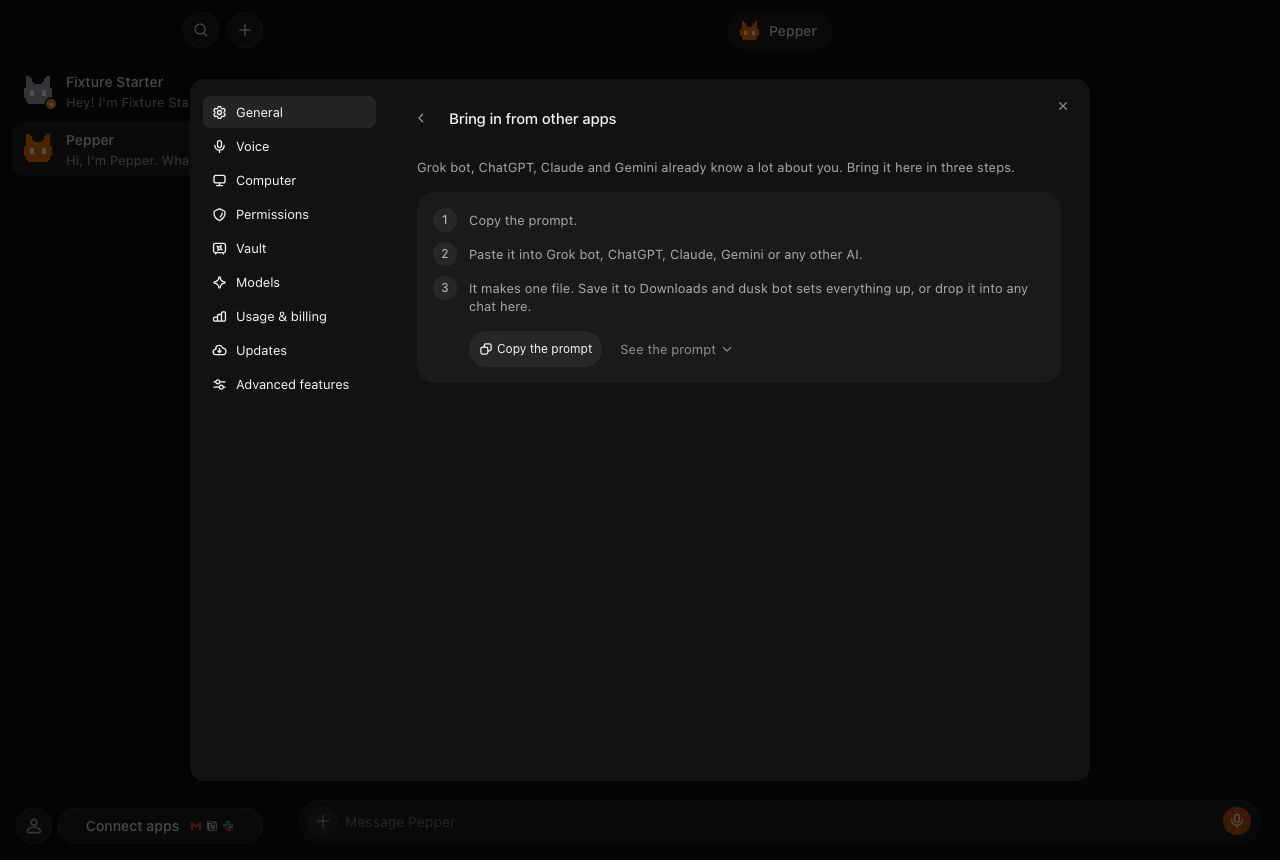 Pepper
Fixture Starter
Hey! I'm Fixture Sta
Pepper
Hi, I'm Pepper. Wha
General
Voice
Computer
Permissions
Vault
Models
Usage & billing
Updates
Advanced features
Bring in from other apps
Grok bot, ChatGPT, Claude and Gemini already know a lot about you. Bring it here in three steps.
1 Copy the prompt.
2 Paste it into Grok bot, ChatGPT, Claude, Gemini or any other AI.
3 It makes one file. Save it to Downloads and dusk bot sets everything up, or drop it into any
chat here.
Copy the prompt See the prompt
Connect apps
Message Pepper